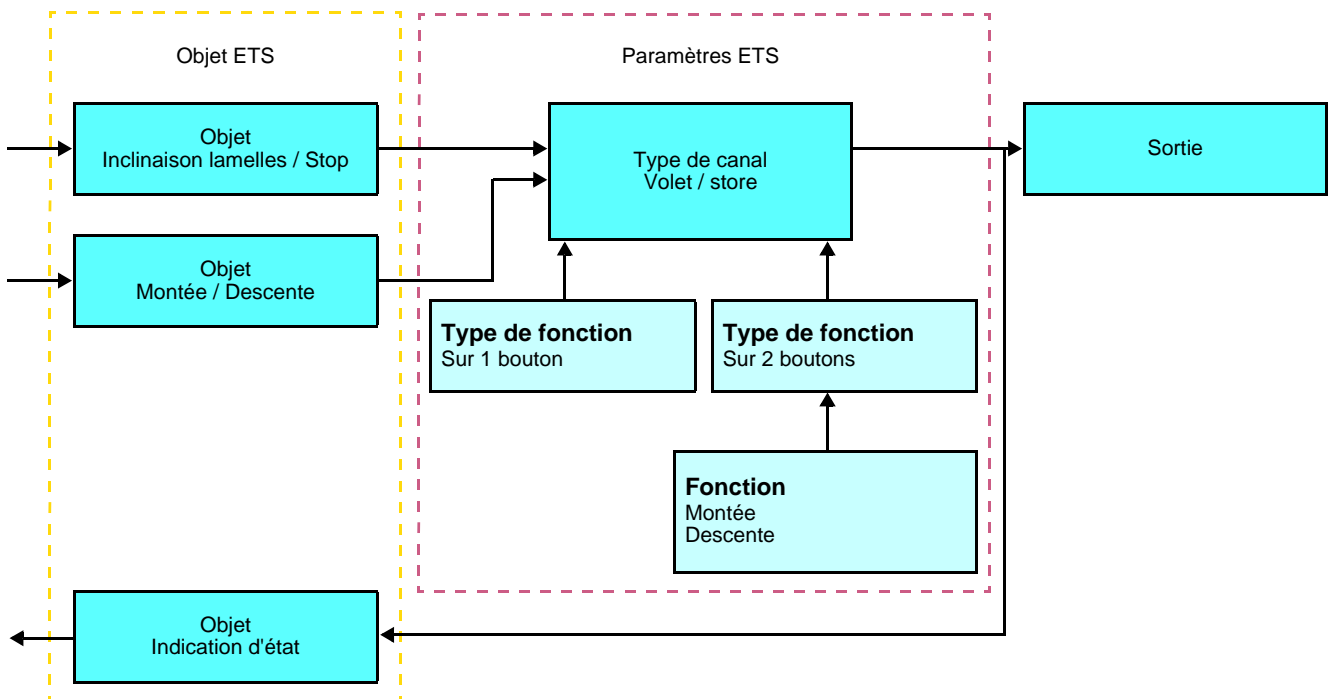 Objet ETS
Paramètres ETS
Objet
Inclinaison lamelles / Stop
Type de canal
Volet / store
Sortie
Objet
Montée / Descente
Type de fonction
Sur 1 bouton
Type de fonction
Sur 2 boutons
Fonction
Montée
Descente
Objet
Indication d'état